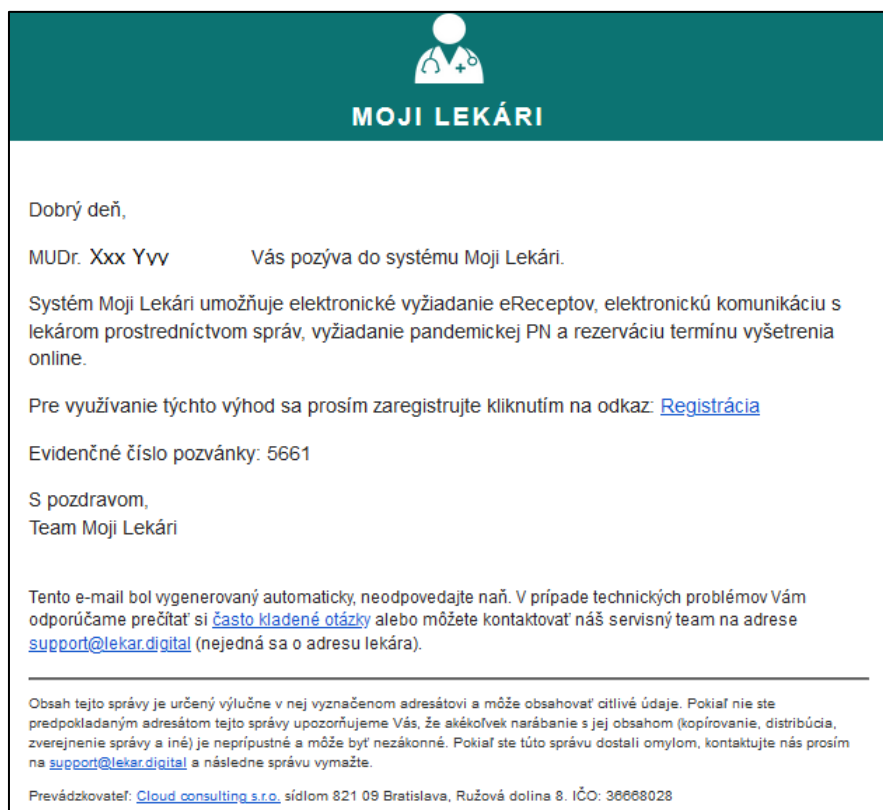 MOJI LEKÁRI
Dobrý deň,
MUDr. Xxx Yyy Vás pozýva do systému Moji Lekári.
Systém Moji Lekári umožňuje elektronické vyžiadanie eReceptov, elektronickú komunikáciu s
lekárom prostredníctvom správ, vyžiadanie pandemickej PN a rezerváciu termínu vyšetrenia
online.
Pre využívanie týchto výhod sa prosím zaregistrujte kliknutím na odkaz: Registrácia
Evidenčné číslo pozvánky: 5661
S pozdravom,
Team Moji Lekári
Tento e-mail bol vygenerovaný automaticky, neodpovedajte naň. V prípade technických problémov Vám
odporúčame prečítať si často kladené otázky alebo môžete kontaktovať náš servisný team na adrese
support@lekar.digital (nejedná sa o adresu lekára).
Obsah tejto správy je určený výlučne v nej vyznačenom adresátovi a môže obsahovať citlivé údaje. Pokiaľ nie ste
predpokladaným adresátom tejto správy upozorňujeme Vás, že akékoľvek narábanie s jej obsahom (kopírovanie, distribúcia,
zverejnenie správy a iné) je neprípustné a môže byť nezákonné. Pokiaľ ste túto správu dostali omylom, kontaktujte nás prosím
na support@lekar.digital a následne správu vymažte.
Prevádzkovateľ: Cloud consulting s.r.o. sídlom 821 09 Bratislava, Ružová dolina 8. IČO: 36668028